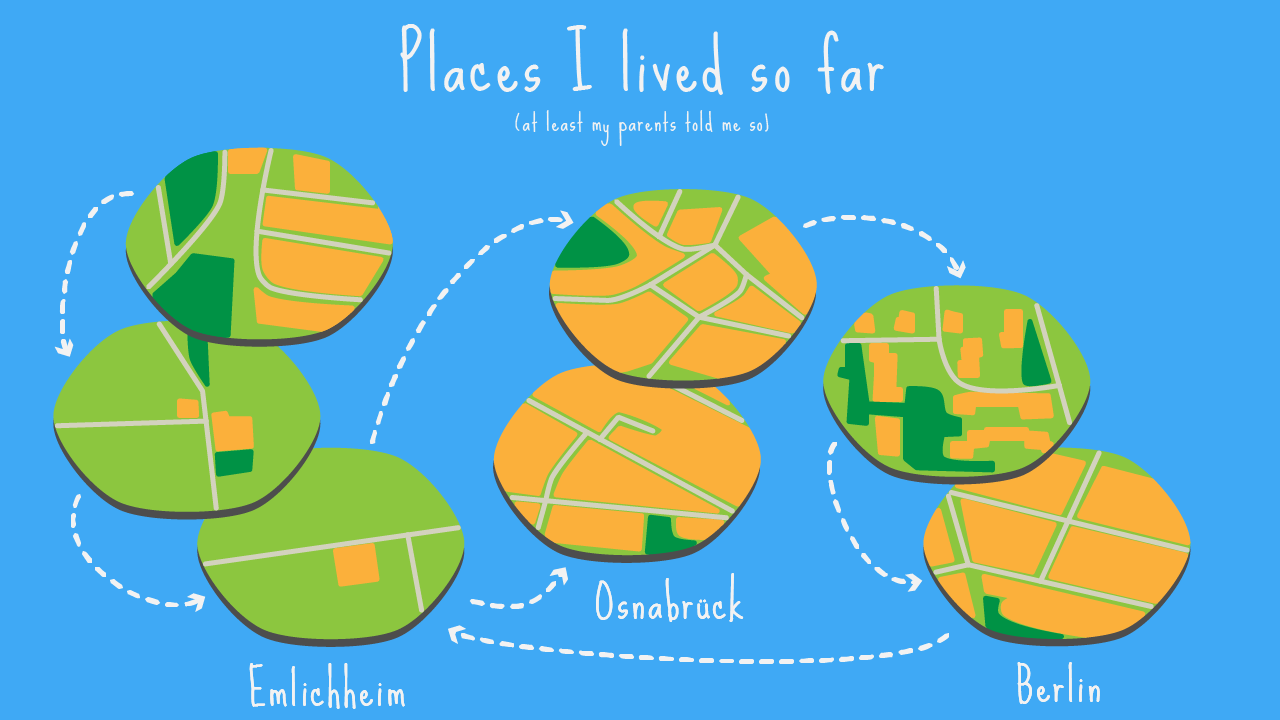 Places I lived so far
(at least my parents told me so)
Osnabrück
Emlichheim
Berlin